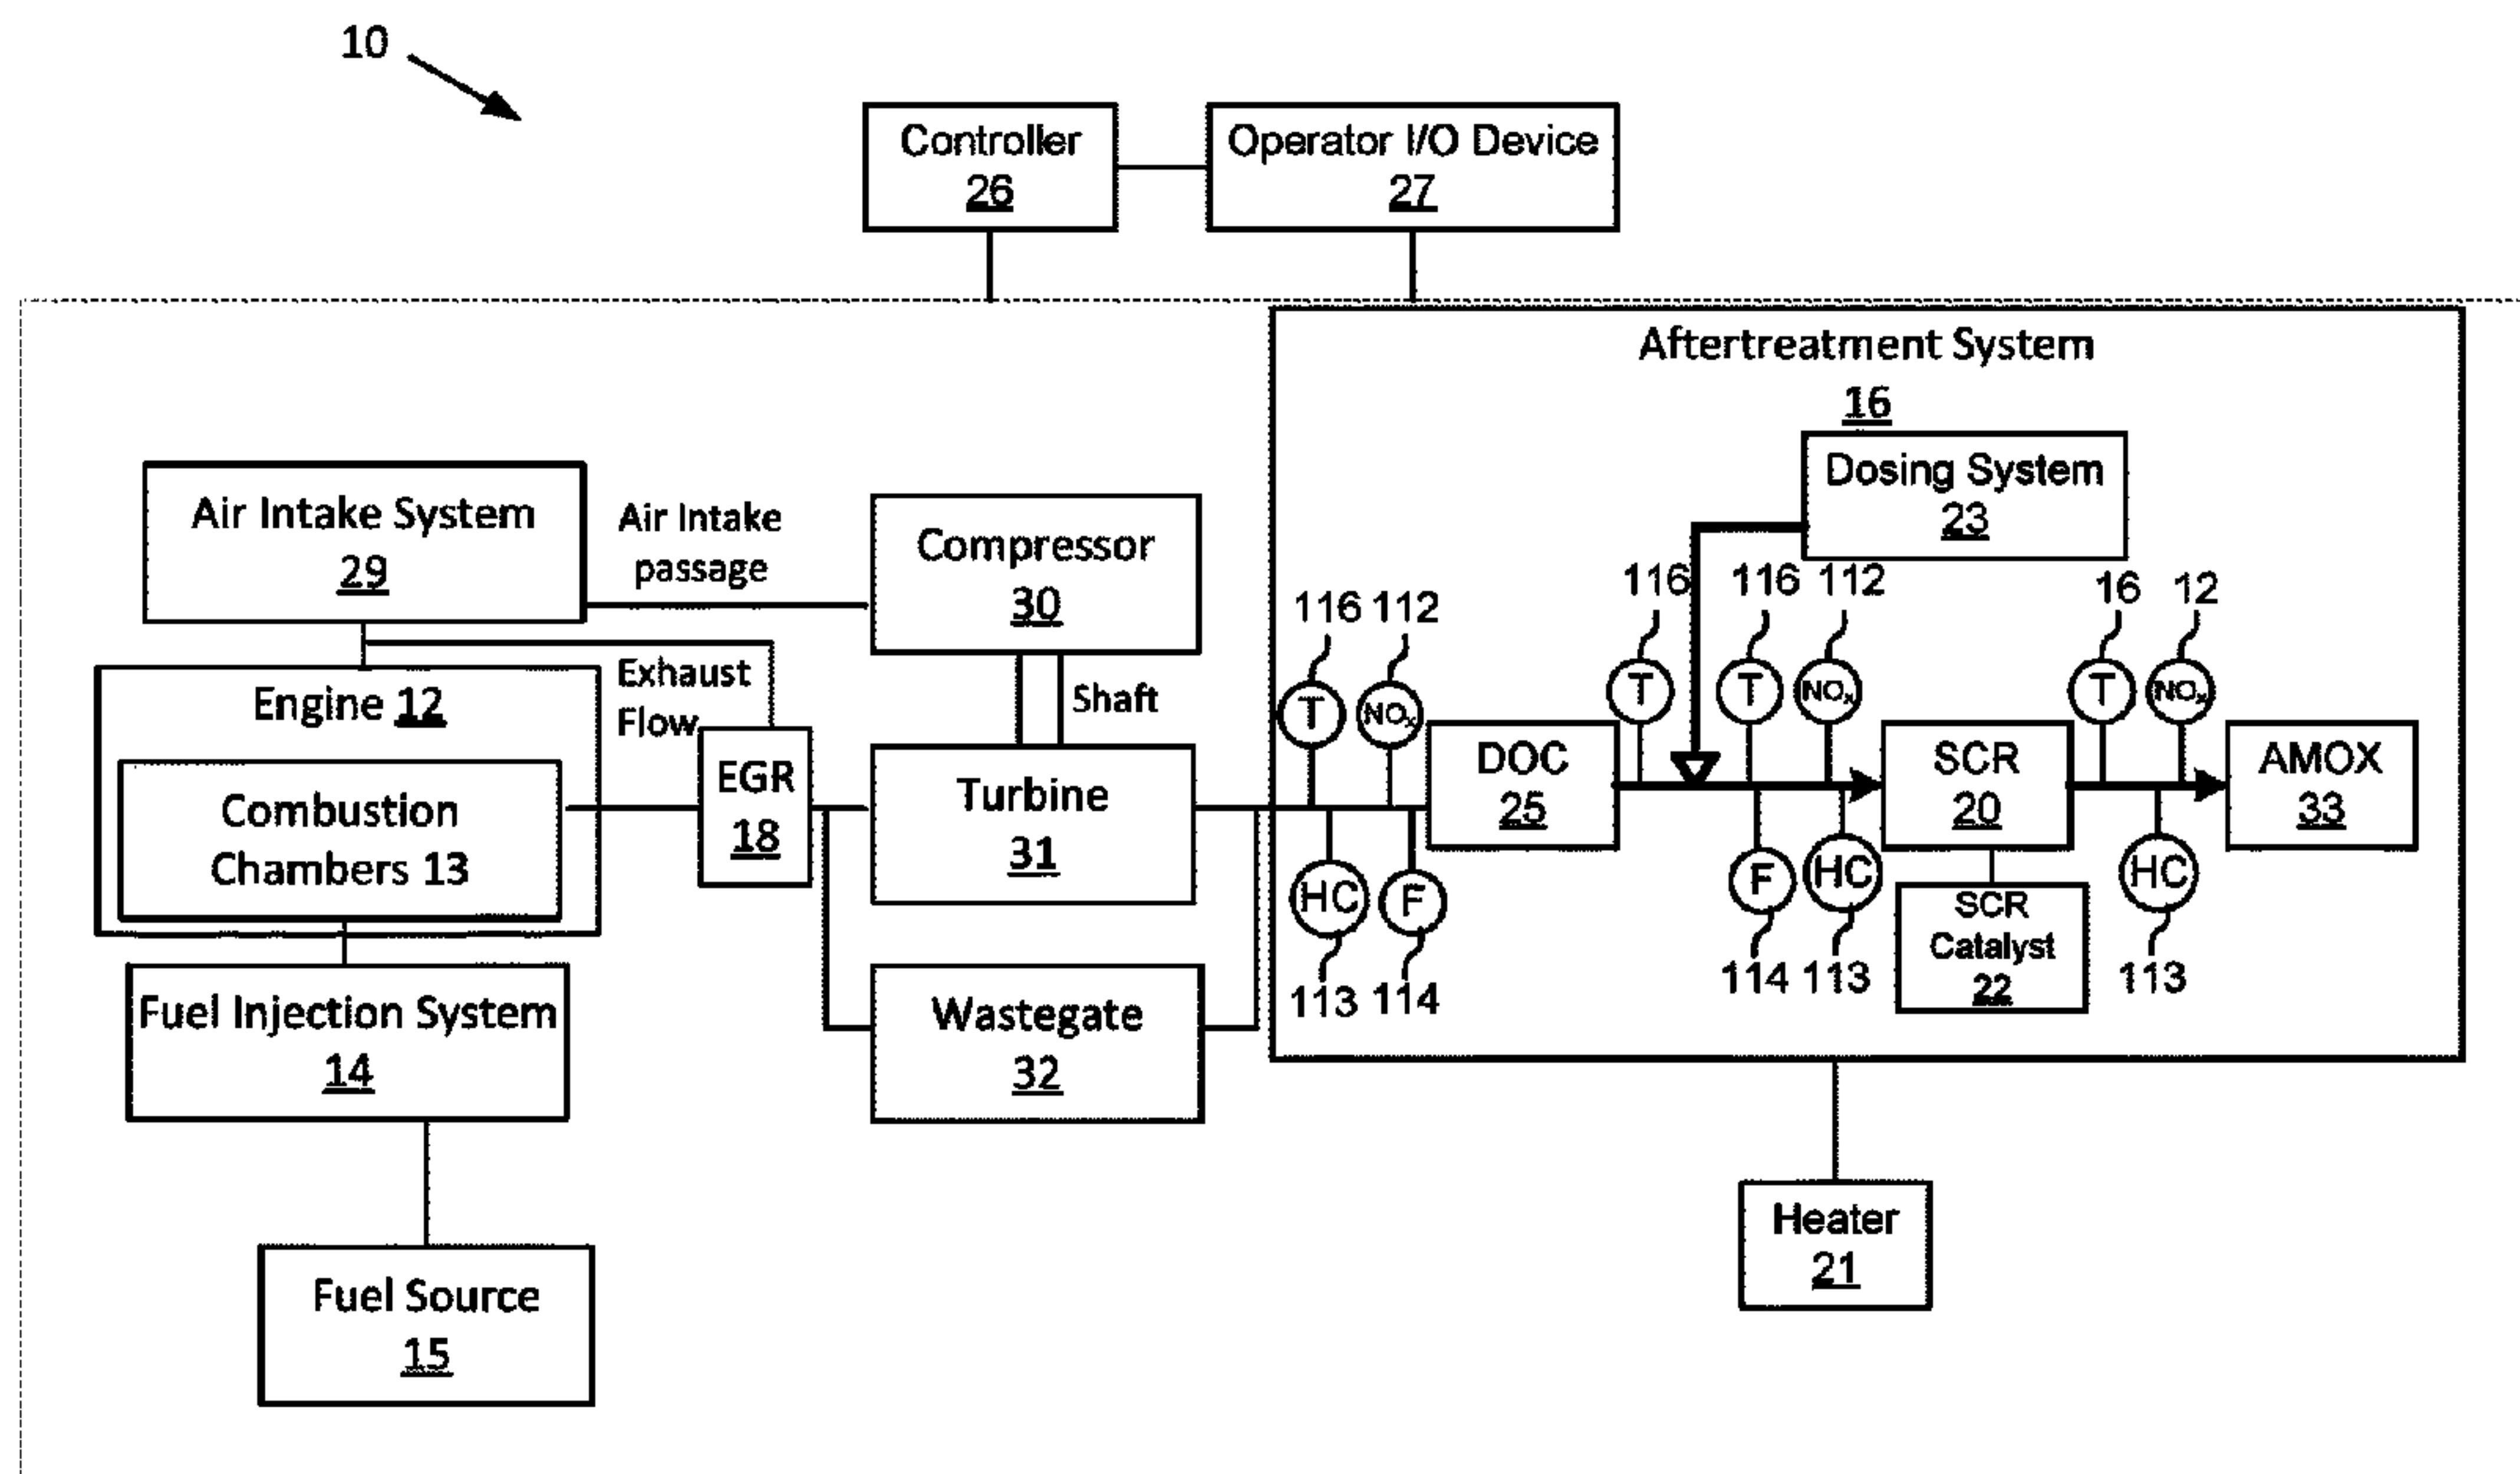 10
Controller
26
Operator I/O Device
27
Aftertreatment System
16
Dosing System
23
Air Intake System
29
Air Intake
passage
Compressor
30
Exhaust
Flow
Shaft
Engine 12
Combustion
Chambers 13
EGR
18
Turbine
31
Wastegate
32
Fuel Injection System
14
Fuel Source
15
116 112
T NOx
HC F
113 114
DOC
25
116 116 112
T T NOx
F HC
114 113
SCR
20
SCR
Catalyst
22
16 12
T NOx
HC
113
AMOX
33
Heater
21